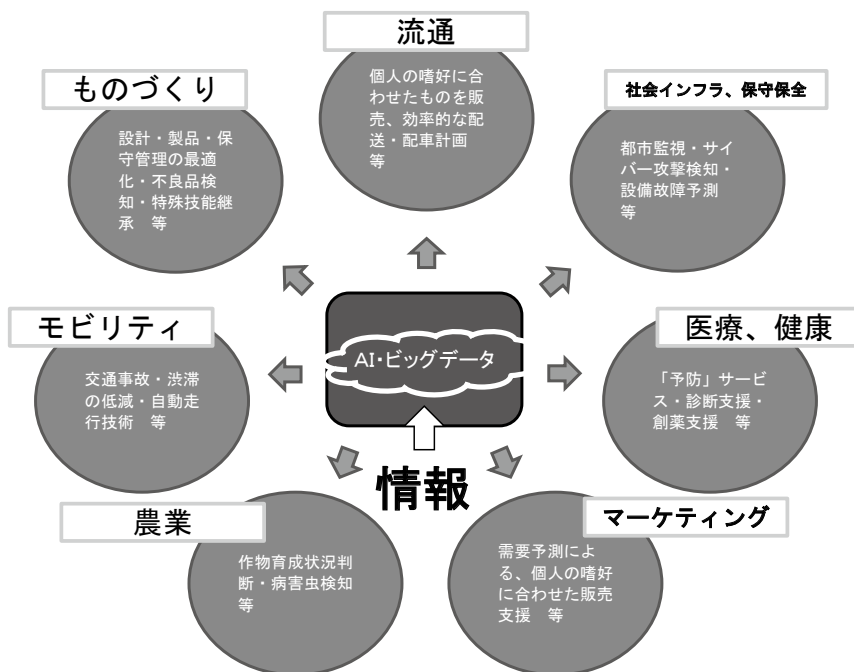 流通
個人の嗜好に合
わせたものを販
売、効率的な配
送・配車計画
等
ものづくり
設計・製品・保
守管理の最適
化・不良品検
知・特殊技能継
承　等
社会インフラ、保守保全
都市監視・サイ
バー攻撃検知・
設備故障予測
等
モビリティ
交通事故・渋滞
の低減・自動走
行技術　等
AI・ビッグデータ
医療、健康
「予防」サービ
ス・診断支援・
創薬支援　等
情報
農業
作物育成状況判
断・病害虫検知
等
マーケティング
需要予測によ
る、個人の嗜好
に合わせた販売
支援　等